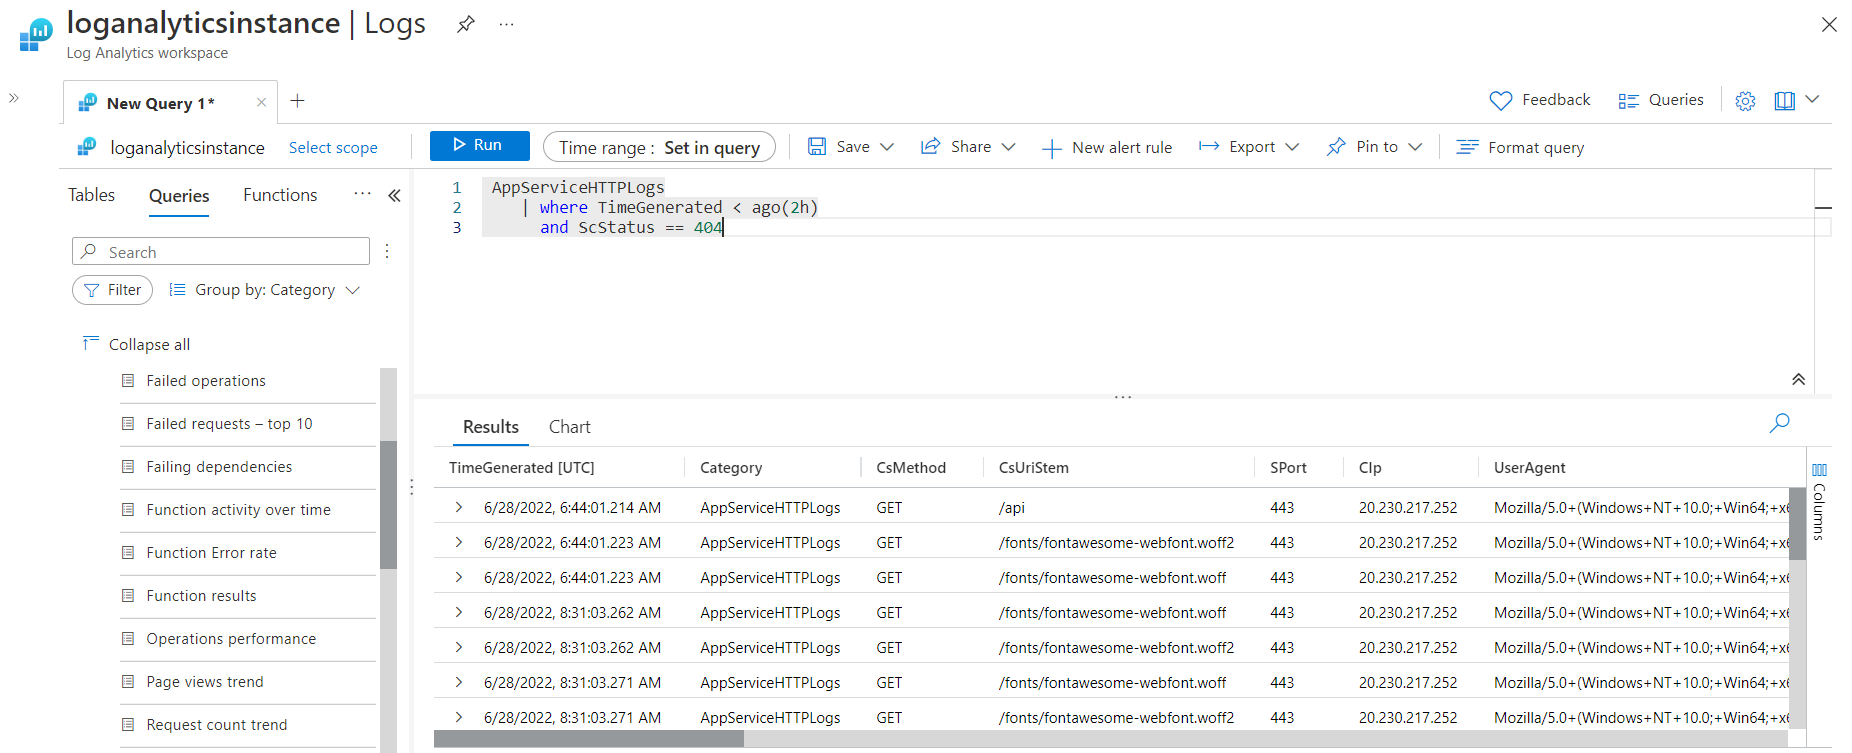 loganalyticsinstance | Logs
Log Analytics workspace
New Query 1*
Feedback
Queries
loganalyticsinstance
Select scope
Run
Time range : Set in query
Save
Share
New alert rule
Export
Pin to
Format query
Tables
Queries
Functions
Search
Filter
Group by: Category
Collapse all
Failed operations
Failed requests – top 10
Failing dependencies
Function activity over time
Function Error rate
Function results
Operations performance
Page views trend
Request count trend
1 AppServiceHTTPLogs
2 | where TimeGenerated < ago(2h)
3 and ScStatus == 404
Results
Chart
TimeGenerated [UTC] Category CsMethod CsUriStem SPort CIp UserAgent
6/28/2022, 6:44:01.214 AM AppServiceHTTPLogs GET /api 443 20.230.217.252 Mozilla/5.0+(Windows+NT+10.0;+Win64;+x6
6/28/2022, 6:44:01.223 AM AppServiceHTTPLogs GET /fonts/fontawesome-webfont.woff2 443 20.230.217.252 Mozilla/5.0+(Windows+NT+10.0;+Win64;+x6
6/28/2022, 6:44:01.223 AM AppServiceHTTPLogs GET /fonts/fontawesome-webfont.woff 443 20.230.217.252 Mozilla/5.0+(Windows+NT+10.0;+Win64;+x6
6/28/2022, 8:31:03.262 AM AppServiceHTTPLogs GET /fonts/fontawesome-webfont.woff 443 20.230.217.252 Mozilla/5.0+(Windows+NT+10.0;+Win64;+x6
6/28/2022, 8:31:03.262 AM AppServiceHTTPLogs GET /fonts/fontawesome-webfont.woff2 443 20.230.217.252 Mozilla/5.0+(Windows+NT+10.0;+Win64;+x6
6/28/2022, 8:31:03.271 AM AppServiceHTTPLogs GET /fonts/fontawesome-webfont.woff 443 20.230.217.252 Mozilla/5.0+(Windows+NT+10.0;+Win64;+x6
6/28/2022, 8:31:03.271 AM AppServiceHTTPLogs GET /fonts/fontawesome-webfont.woff2 443 20.230.217.252 Mozilla/5.0+(Windows+NT+10.0;+Win64;+x6
Columns